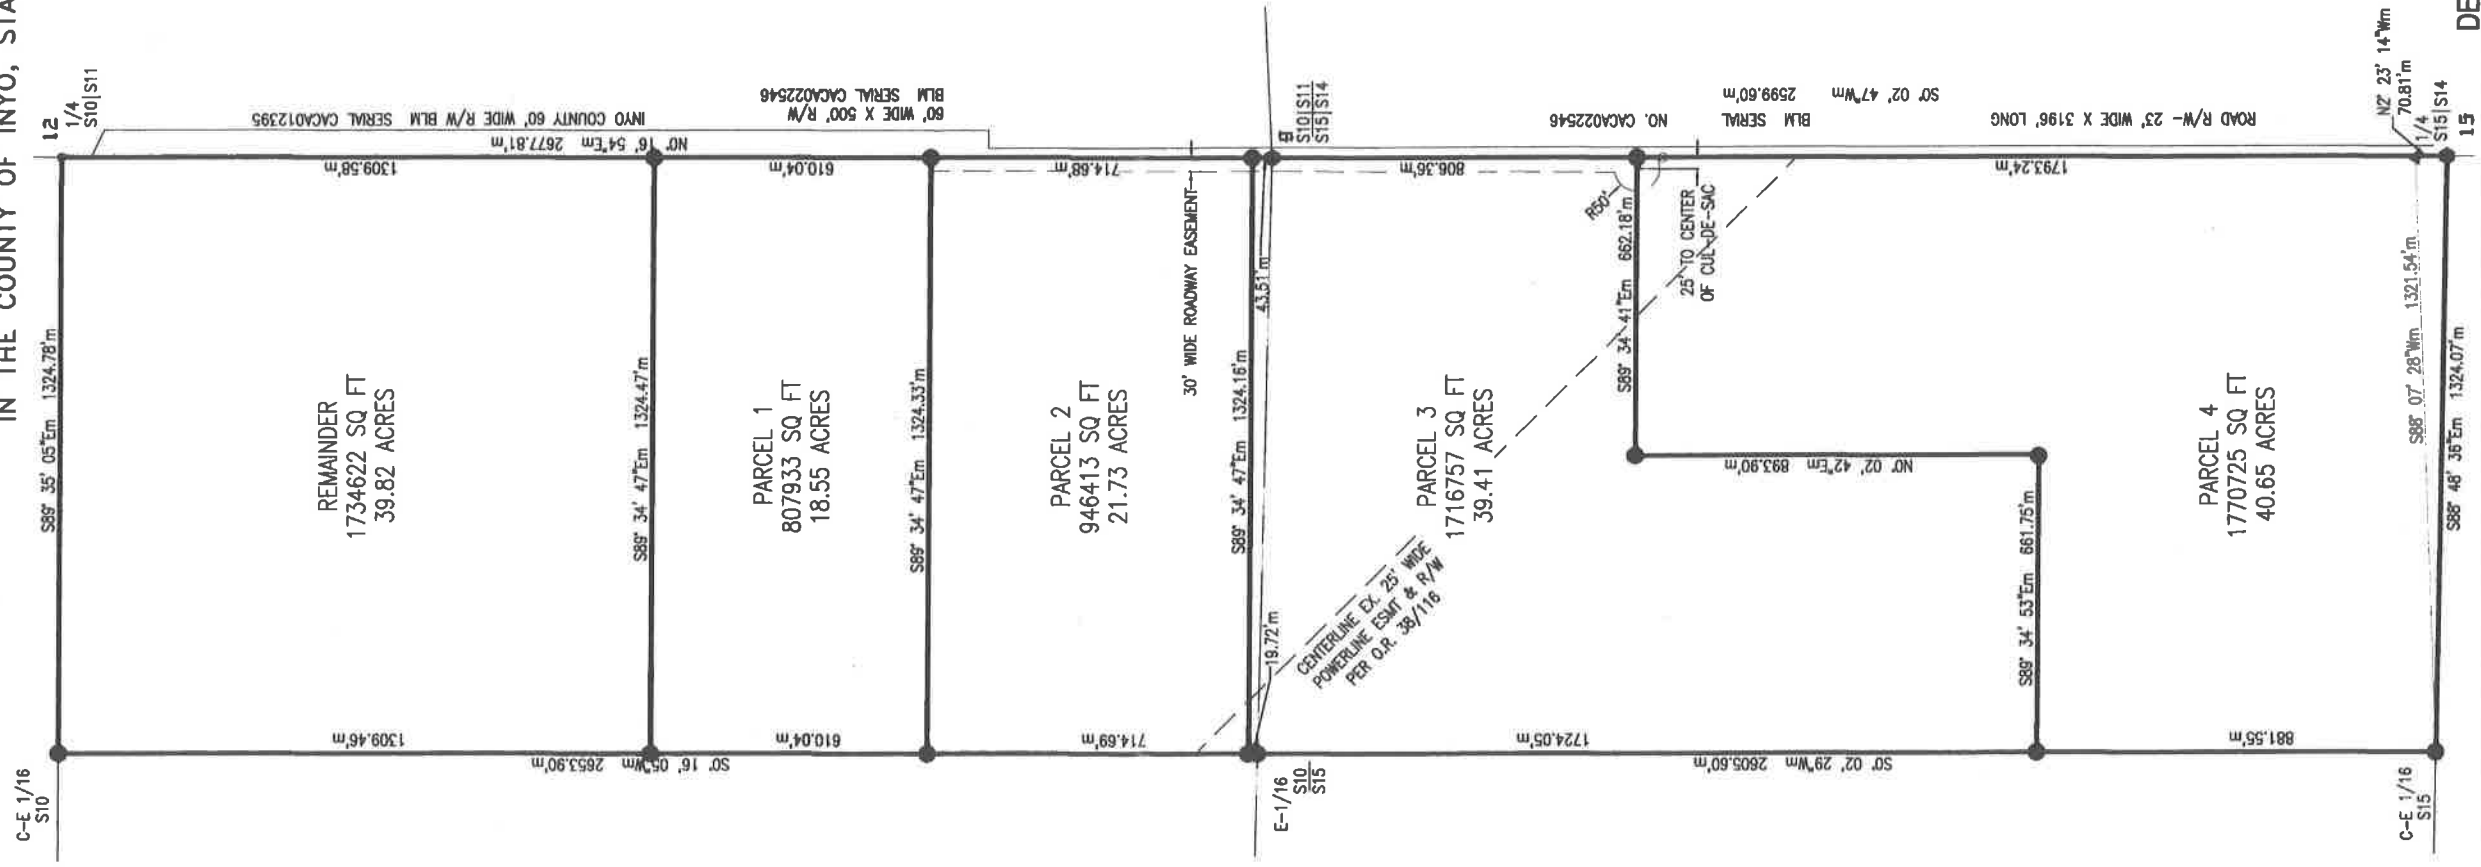 IN THE COUNTY OF INYO, STA
12
1/4
S10|S11
C-E 1/16
S10
S89° 35' 05"Em 1324.78'm
INYO COUNTY 60' WIDE R/W BLM SERIAL CACA012395
N0° 16' 54"Em 2677.81'm
1309.58'm
REMAINDER
1734622 SQ FT
39.82 ACRES
1309.46'm
S0° 16' 05"Wm 2653.90'm
S89° 34' 47"Em 1324.47'm
60' WIDE X 500' R/W
BLM SERIAL CACA022546
610.04'm
PARCEL 1
807933 SQ FT
18.55 ACRES
610.04'm
S89° 34' 47"Em 1324.33'm
714.68'm
PARCEL 2
946413 SQ FT
21.73 ACRES
714.69'm
30' WIDE ROADWAY EASEMENT
S89° 34' 47"Em 1324.16'm
43.51'm
19.72'm
S10|S11
S15|S14
E-1/16
S10
S15
CENTERLINE EX. 25' WIDE
POWERLINE ESMT & R/W
PER O.R. 38/116
806.36'm
PARCEL 3
1716757 SQ FT
39.41 ACRES
1724.05'm
S0° 02' 29"Wm 2605.60'm
R50'
S89° 34' 41"Em 662.18'm
25' TO CENTER
OF CUL-DE-SAC
N0° 02' 42"Em 893.90'm
S89° 34' 53"Em 661.75'm
S0° 02' 47"Wm 2599.60'm
ROAD R/W- 23' WIDE X 3196' LONG BLM SERIAL NO. CACA022546
1793.24'm
PARCEL 4
1770725 SQ FT
40.65 ACRES
881.55'm
N2° 23' 14"Wm
70.81'm
S88° 07' 28"Wm 1321.54'm
S88° 48' 36"Em 1324.07'm
1/4
S15|S14
15
C-E 1/16
S15
DE